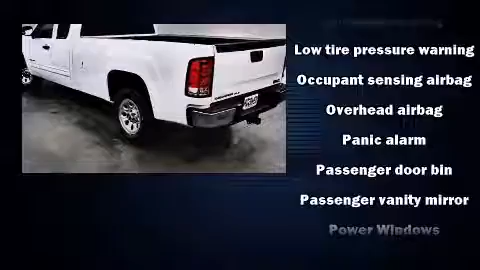 Low tire pressure warning
Occupant sensing airbag
Overhead airbag
Panic alarm
Passenger door bin
Passenger vanity mirror
Power Windows